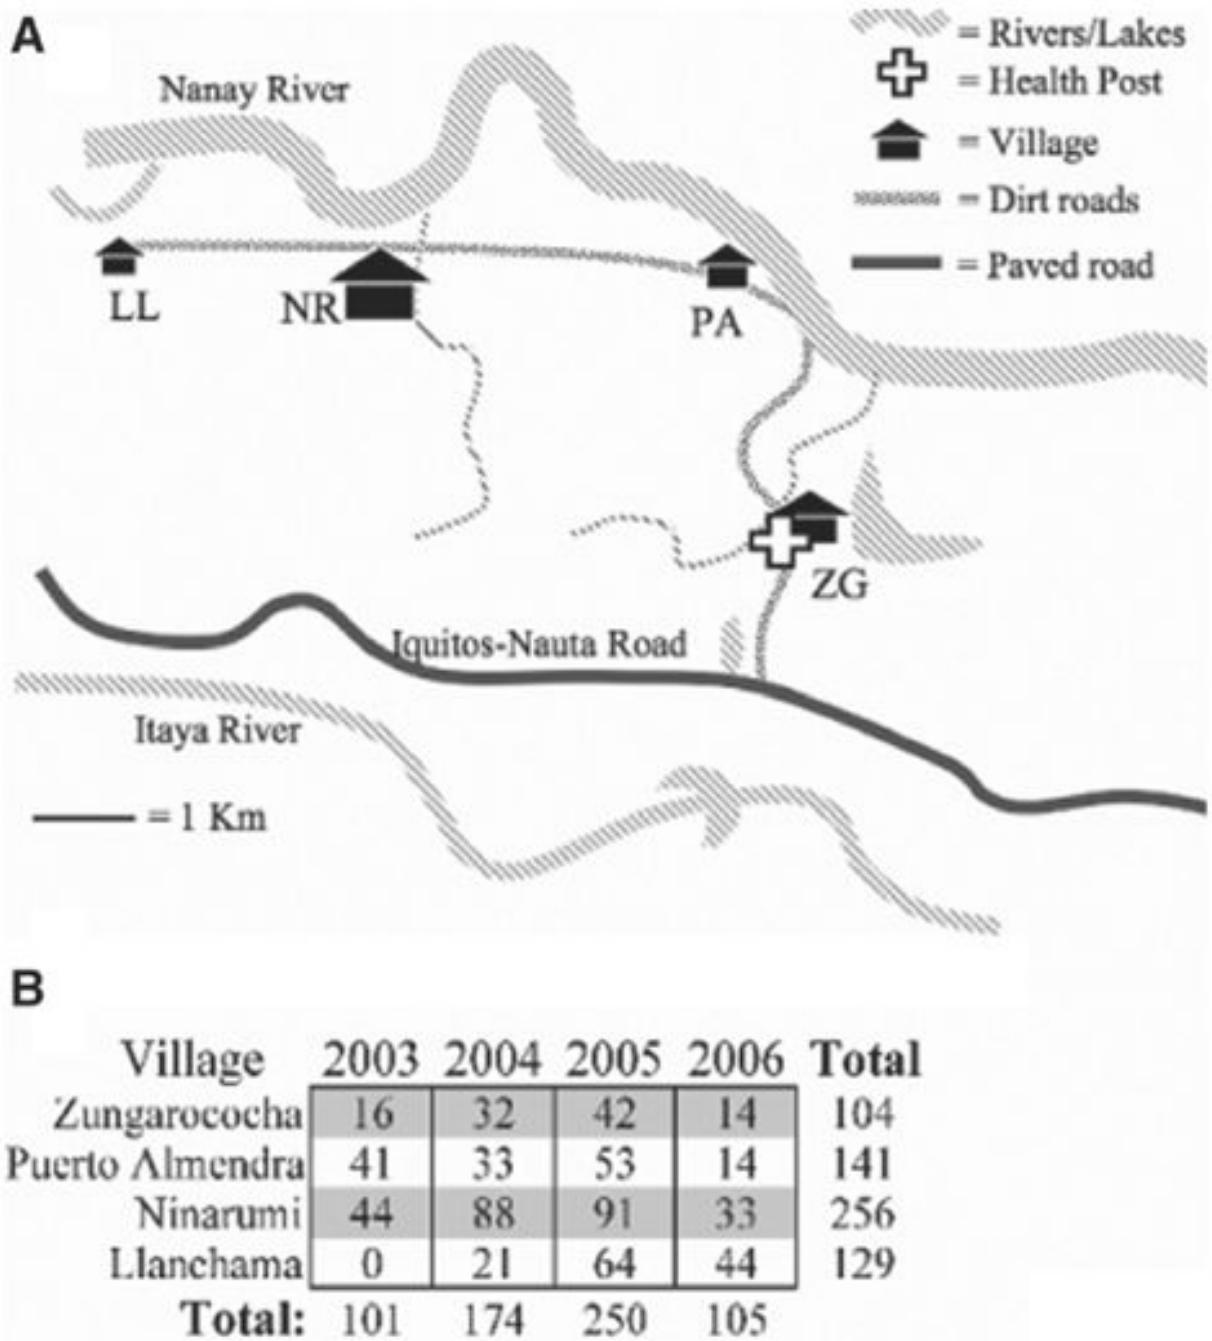 A
Nanay River
= Rivers/Lakes
= Health Post
= Village
= Dirt roads
= Paved road
LL
NR
PA
ZG
Iquitos-Nauta Road
Itaya River
= 1 Km
B
Village 2003 2004 2005 2006 Total
Zungarococha 16 32 42 14 104
Puerto Almendra 41 33 53 14 141
Ninarumi 44 88 91 33 256
Llanchama 0 21 64 44 129
Total: 101 174 250 105